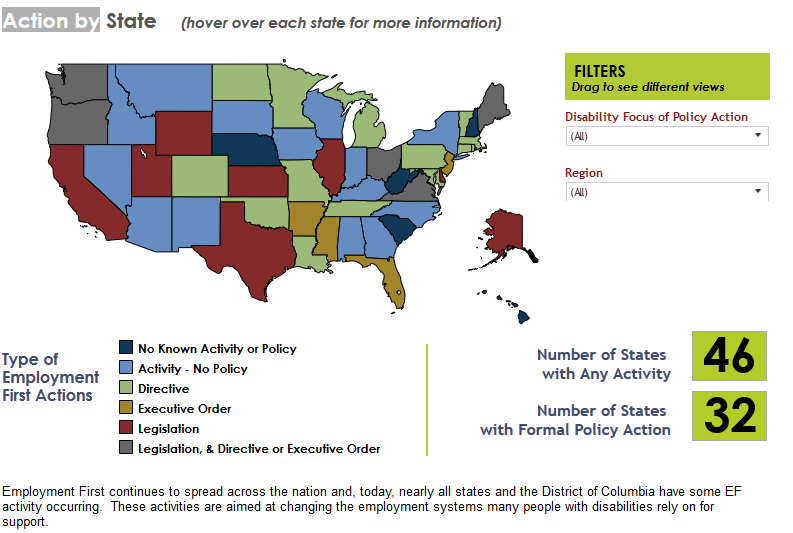 Action by State (hover over each state for more information)
FILTERS
Drag to see different views
Disability Focus of Policy Action
(All)
Region
(All)
Type of
Employment
First Actions
No Known Activity or Policy
Activity - No Policy
Directive
Executive Order
Legislation
Legislation, & Directive or Executive Order
Number of States
with Any Activity
46
Number of States
with Formal Policy Action
32
Employment First continues to spread across the nation and, today, nearly all states and the District of Columbia have some EF
activity occurring.  These activities are aimed at changing the employment systems many people with disabilities rely on for
support.